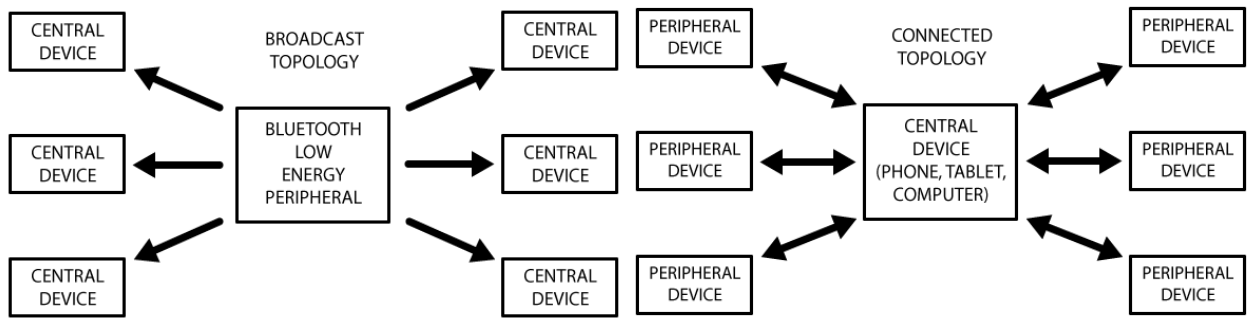 CENTRAL
DEVICE
BROADCAST
TOPOLOGY
CENTRAL
DEVICE
CENTRAL
DEVICE
BLUETOOTH
LOW
ENERGY
PERIPHERAL
CENTRAL
DEVICE
CENTRAL
DEVICE
CENTRAL
DEVICE
PERIPHERAL
DEVICE
CONNECTED
TOPOLOGY
PERIPHERAL
DEVICE
PERIPHERAL
DEVICE
CENTRAL
DEVICE
(PHONE, TABLET,
COMPUTER)
PERIPHERAL
DEVICE
PERIPHERAL
DEVICE
PERIPHERAL
DEVICE